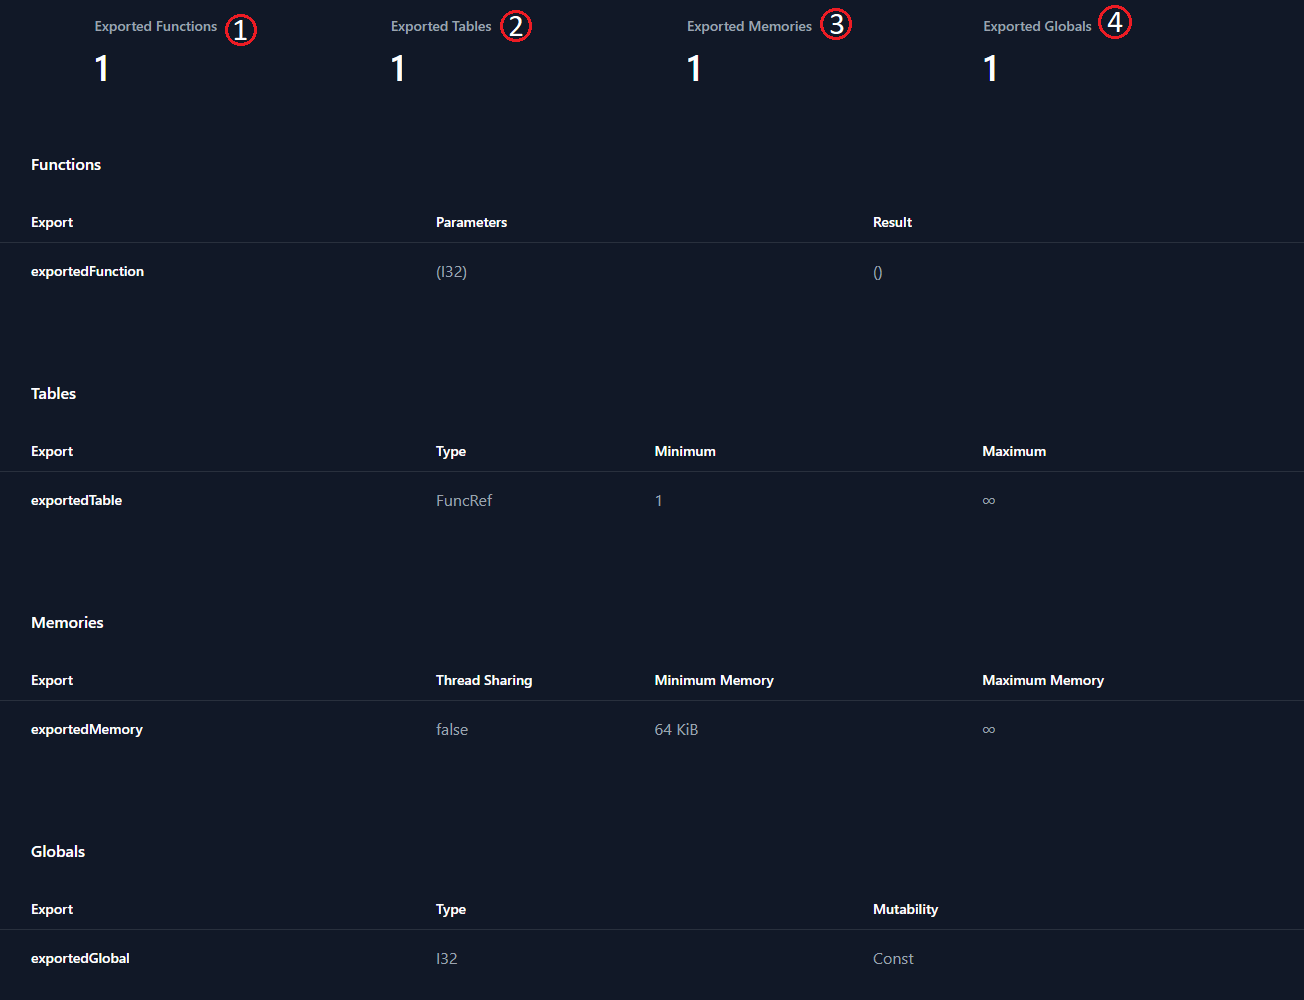 Exported Functions 1 Exported Tables 2 Exported Memories 3 Exported Globals 4
1 1 1 1
Functions
Export Parameters Result
exportedFunction (I32) ()
Tables
Export Type Minimum Maximum
exportedTable FuncRef 1 ∞
Memories
Export Thread Sharing Minimum Memory Maximum Memory
exportedMemory false 64 KiB ∞
Globals
Export Type Mutability
exportedGlobal I32 Const